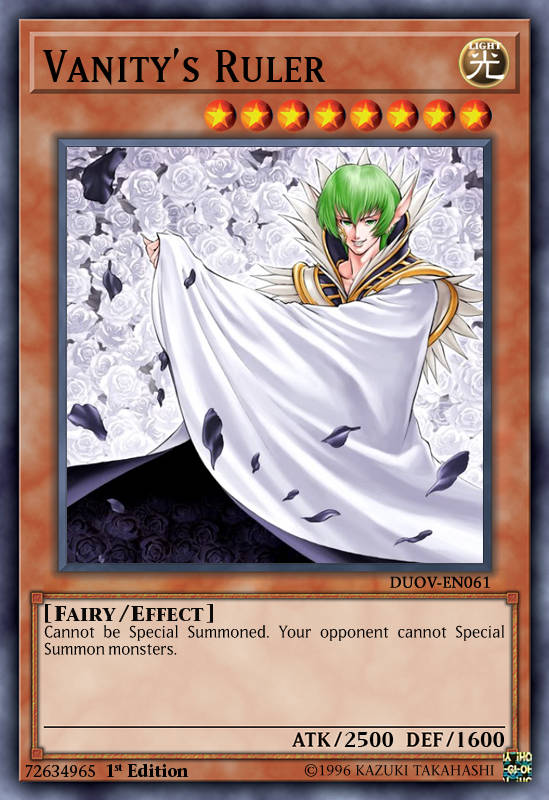 VANITY'S RULER
LIGHT
光
DUOV-EN061
[FAIRY/EFFECT]
Cannot be Special Summoned. Your opponent cannot Special
Summon monsters.
ATK/2500 DEF/1600
72634965 1st Edition ©1996 KAZUKI TAKAHASHI